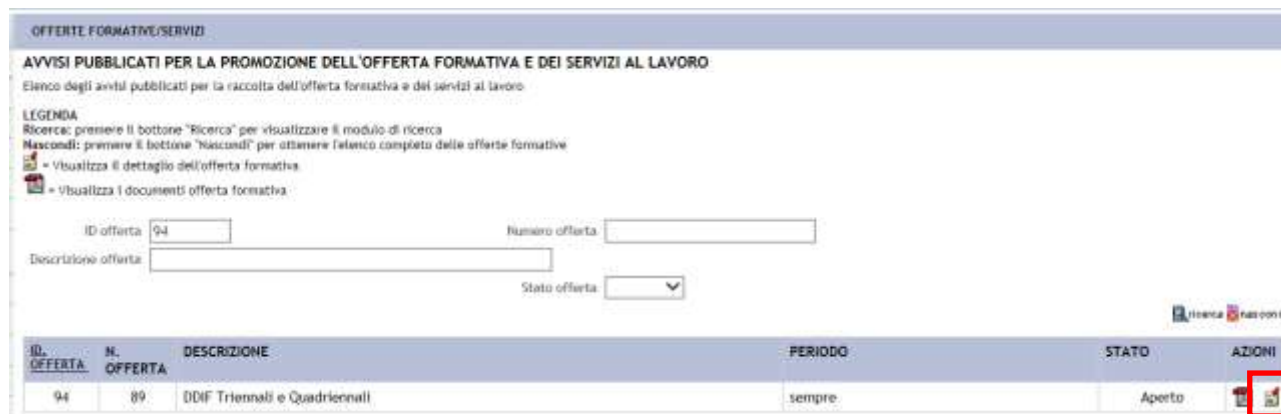 OFFERTE FORMATIVE/SERVIZI
AVVISI PUBBLICATI PER LA PROMOZIONE DELL'OFFERTA FORMATIVA E DEI SERVIZI AL LAVORO
Elenco degli avvisi pubblicati per la raccolta dell'offerta formativa e dei servizi al lavoro
LEGENDA
Ricerca: premere il bottone "Ricerca" per visualizzare il modulo di ricerca
Nascondi: premere il bottone "Nascondi" per ottenere l'elenco completo delle offerte formative
= Visualizza il dettaglio dell'offerta formativa
= Visualizza i documenti offerta formativa
ID offerta 94 Numero offerta
Descrizione offerta
Stato offerta
ricerca nascondi
ID. OFFERTA N. OFFERTA DESCRIZIONE PERIODO STATO AZIONI
94 89 DDIF Triennali e Quadriennali sempre Aperto